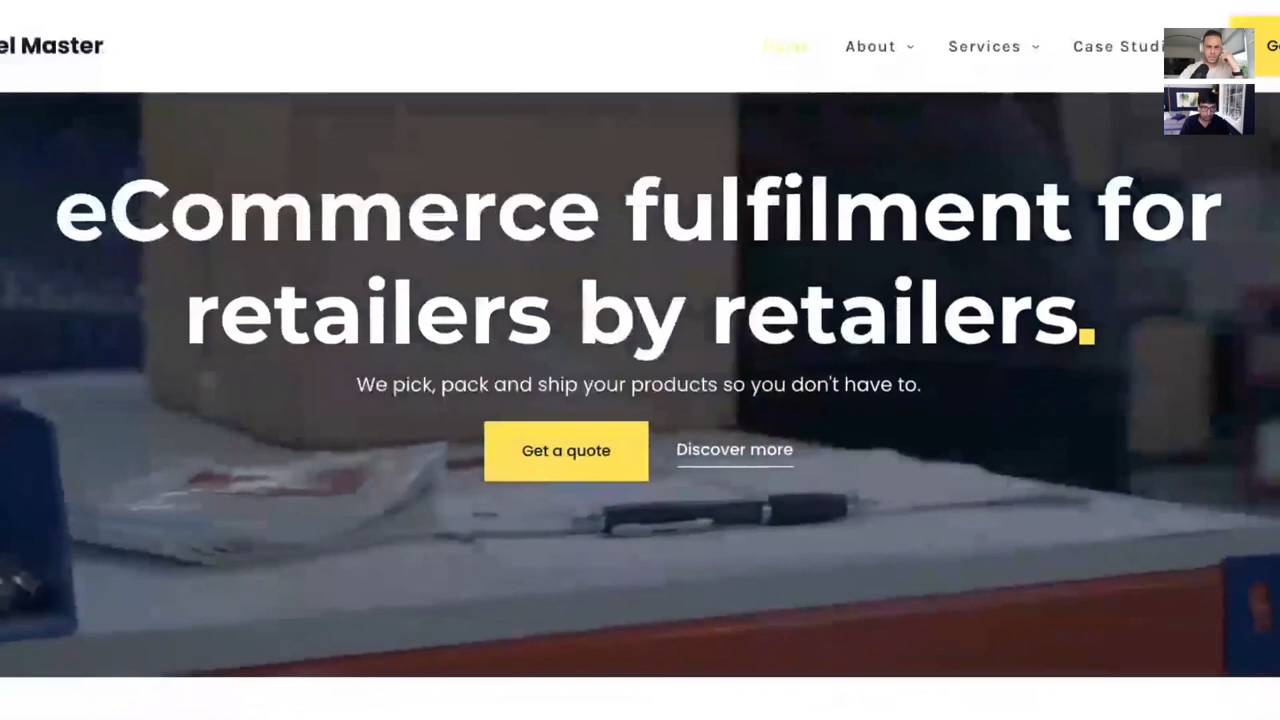 el Master
Home About Services Case Studi
eCommerce fulfilment for
retailers by retailers.
We pick, pack and ship your products so you don't have to.
Get a quote Discover more